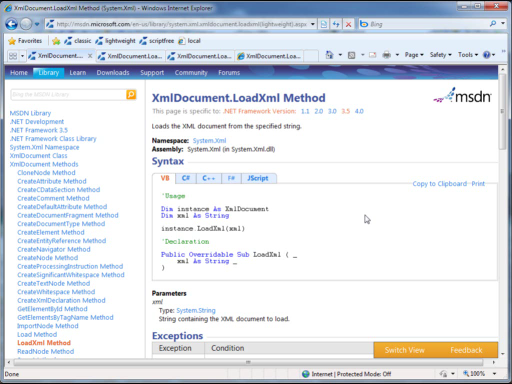 XmlDocument.LoadXml Method (System.Xml) - Windows Internet Explorer
http://msdn.microsoft.com/en-us/library/system.xml.xmldocument.loadxml(lightweight).aspx
Bing
Favorites classic lightweight scriptfree local
XmlDocument.L... XmlDocument.Loa... XmlDocument.Loa... XmlDocument.Loa...
Page Safety Tools
Home Library Learn Downloads Support Community Forums
MSDN Library
.NET Development
.NET Framework 3.5
.NET Framework Class Library
System.Xml Namespace
XmlDocument Class
XmlDocument Methods
CloneNode Method
CreateAttribute Method
CreateCDataSection Method
CreateComment Method
CreateDefaultAttribute Method
CreateDocumentFragment Method
CreateDocumentType Method
CreateElement Method
CreateEntityReference Method
CreateNavigator Method
CreateNode Method
CreateProcessingInstruction Method
CreateSignificantWhitespace Method
CreateTextNode Method
CreateWhitespace Method
CreateXmlDeclaration Method
GetElementById Method
GetElementsByTagName Method
ImportNode Method
Load Method
LoadXml Method
ReadNode Method
XmlDocument.LoadXml Method
msdn
This page is specific to: .NET Framework Version: 1.1 2.0 3.0 3.5 4.0
Loads the XML document from the specified string.
Namespace: System.Xml
Assembly: System.Xml (in System.Xml.dll)
Syntax
VB C# C++ F# JScript
Copy to Clipboard Print
'Usage
Dim instance As XmlDocument
Dim xml As String
instance LoadXml(xml)
'Declaration
Public Overridable Sub LoadXml ( _
xml As String _
)
Parameters
xml
Type: System.String
String containing the XML document to load.
Exceptions
Exception Condition
Switch View Feedback
Done
Internet | Protected Mode: Off
100%